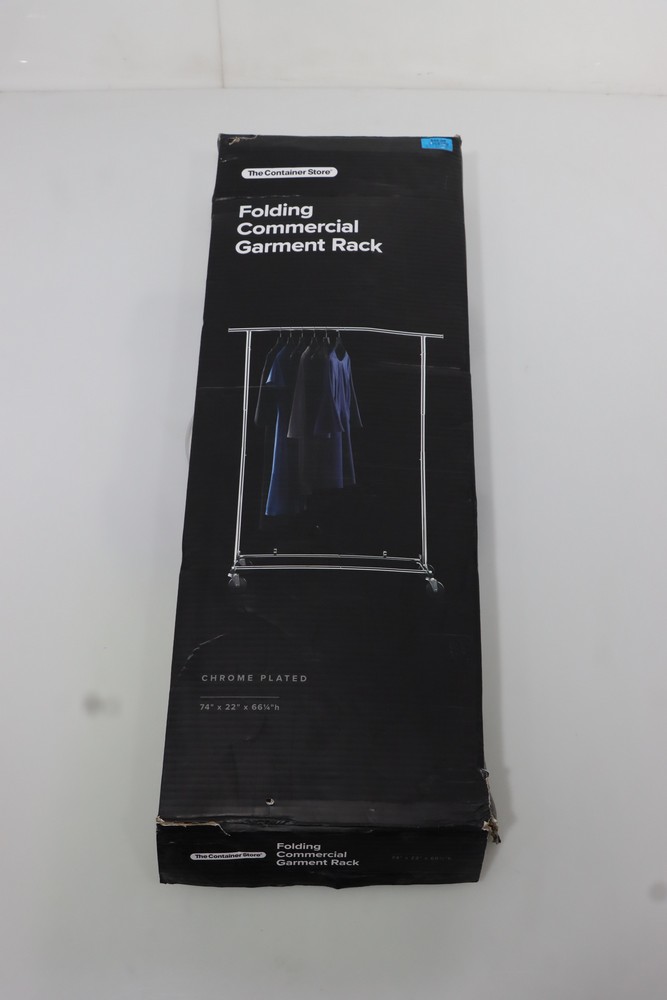 The Container Store®
Folding
Commercial
Garment Rack
CHROME PLATED
74" x 22" x 66¼"h
The Container Store®
Folding
Commercial
Garment Rack